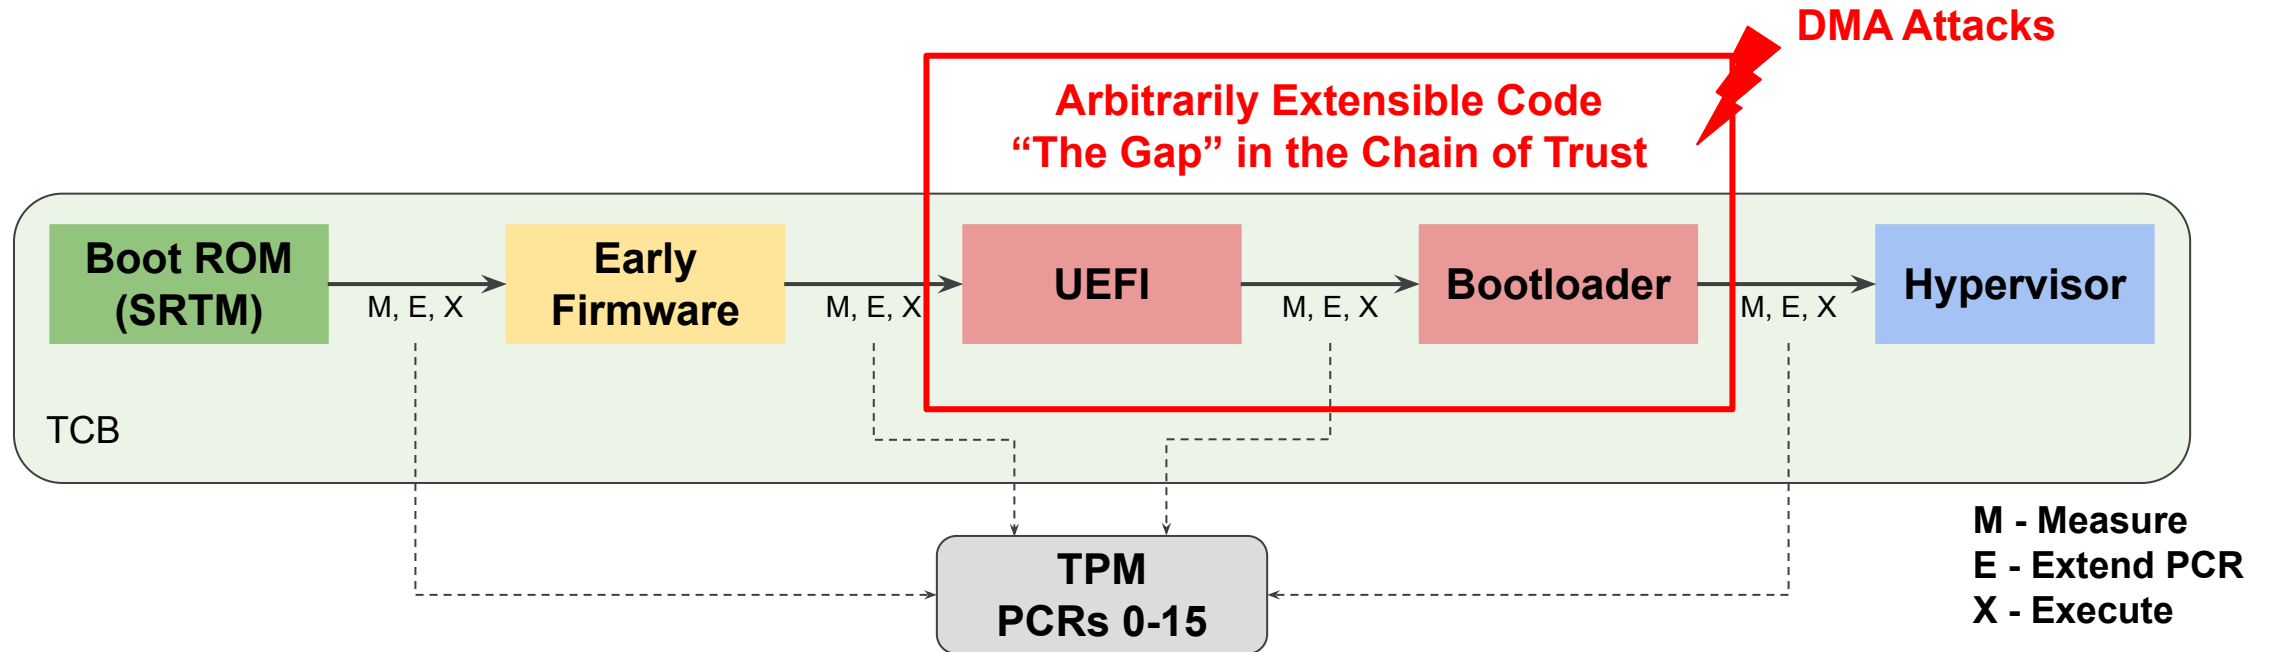 DMA Attacks
Arbitrarily Extensible Code
“The Gap” in the Chain of Trust
Boot ROM
(SRTM)
M, E, X
Early
Firmware
M, E, X
UEFI
M, E, X
Bootloader
M, E, X
Hypervisor
TCB
TPM
PCRs 0-15
M - Measure
E - Extend PCR
X - Execute